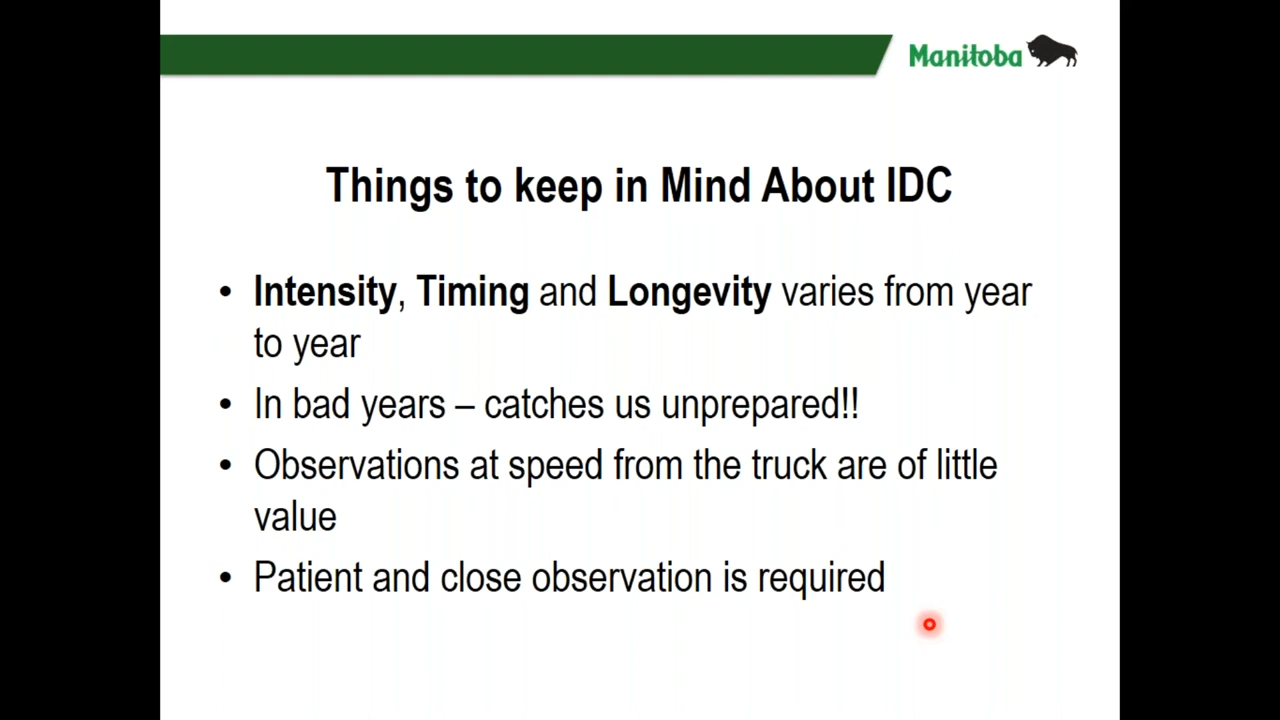 Manitoba
Things to keep in Mind About IDC
• Intensity, Timing and Longevity varies from year
to year
• In bad years – catches us unprepared!!
• Observations at speed from the truck are of little
value
• Patient and close observation is required